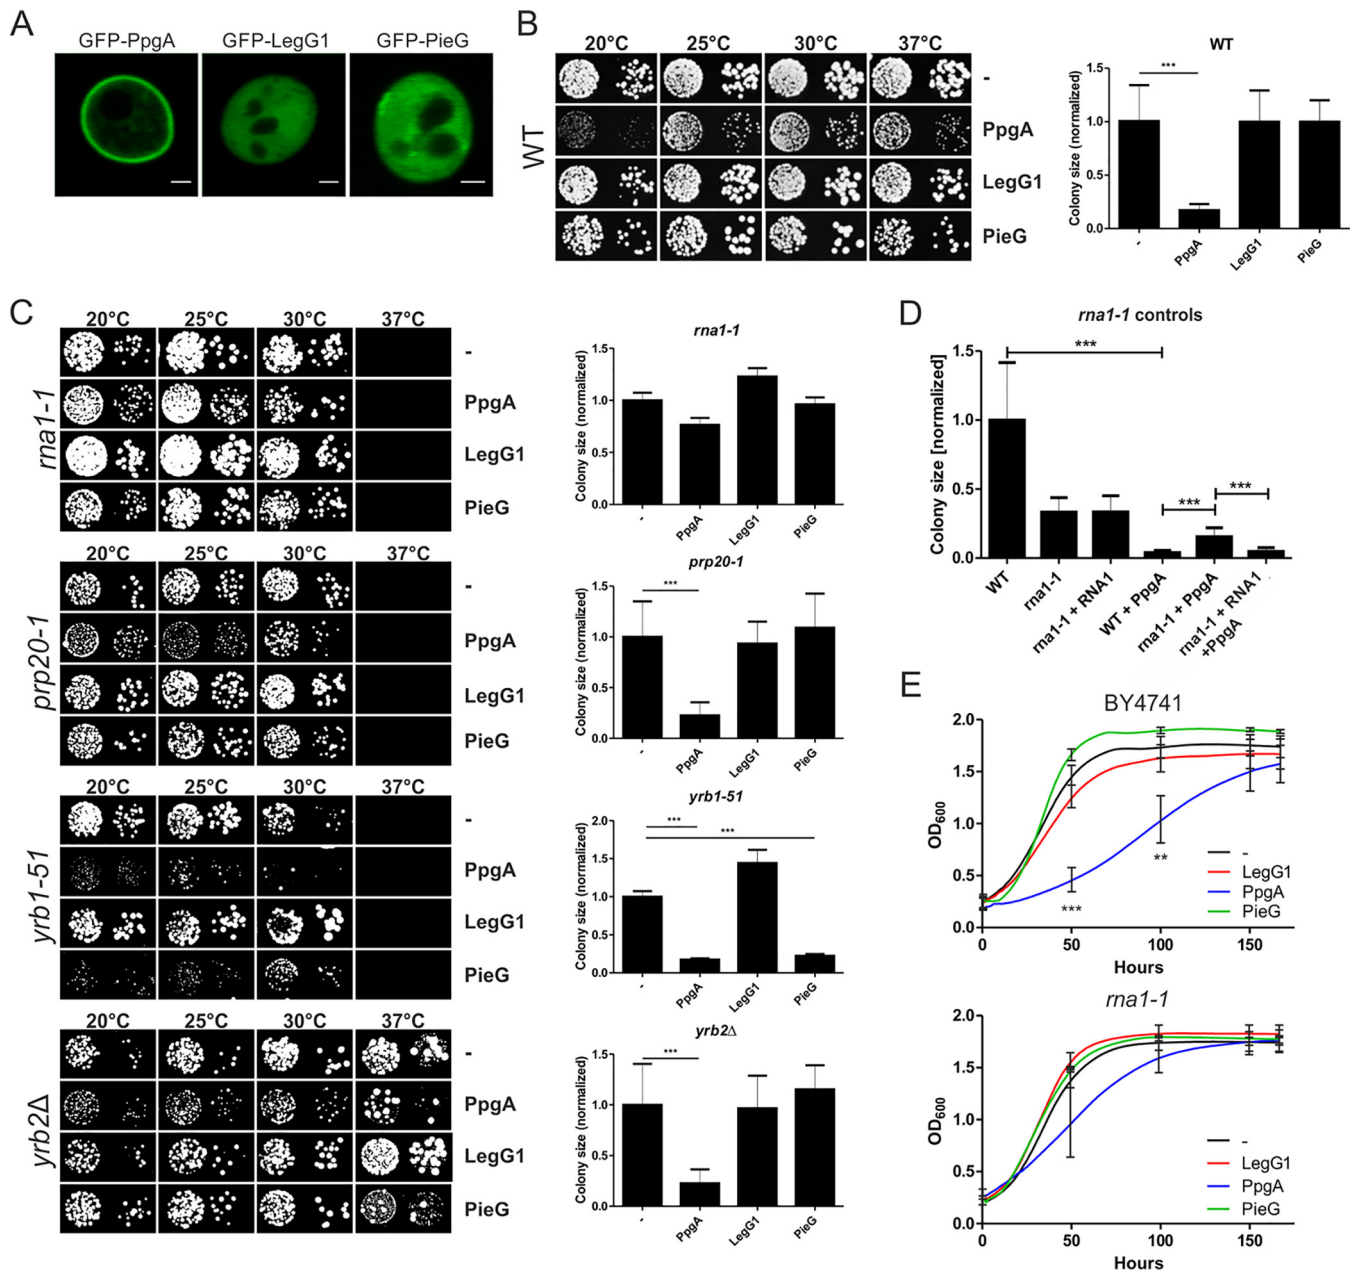 A
GFP-PpgA GFP-LegG1 GFP-PieG
B
20°C 25°C 30°C 37°C
WT
-
PpgA
LegG1
PieG
WT
Colony size (normalized)
1.5
1.0
0.5
0.0
***
- PpgA LegG1 PieG
C
20°C 25°C 30°C 37°C
rna1-1
-
PpgA
LegG1
PieG
rna1-1
Colony size (normalized)
1.5
1.0
0.5
0.0
- PpgA LegG1 PieG
20°C 25°C 30°C 37°C
prp20-1
-
PpgA
LegG1
PieG
prp20-1
Colony size (normalized)
1.5
1.0
0.5
0.0
***
- PpgA LegG1 PieG
20°C 25°C 30°C 37°C
yrb1-51
-
PpgA
LegG1
PieG
yrb1-51
Colony size (normalized)
2.0
1.5
1.0
0.5
0.0
***
***
- PpgA LegG1 PieG
20°C 25°C 30°C 37°C
yrb2Δ
-
PpgA
LegG1
PieG
yrb2Δ
Colony size (normalized)
1.5
1.0
0.5
0.0
***
- PpgA LegG1 PieG
D
rna1-1 controls
Colony size [normalized]
1.5
1.0
0.5
0.0
***
***
***
WT
rna1-1
rna1-1 + RNA1
WT + PpgA
rna1-1 + PpgA
rna1-1 + RNA1
+PpgA
E
BY4741
OD600
2.0
1.5
1.0
0.5
0.0
***
**
-
LegG1
PpgA
PieG
0 50 100 150
Hours
rna1-1
OD600
2.0
1.5
1.0
0.5
0.0
-
LegG1
PpgA
PieG
0 50 100 150
Hours